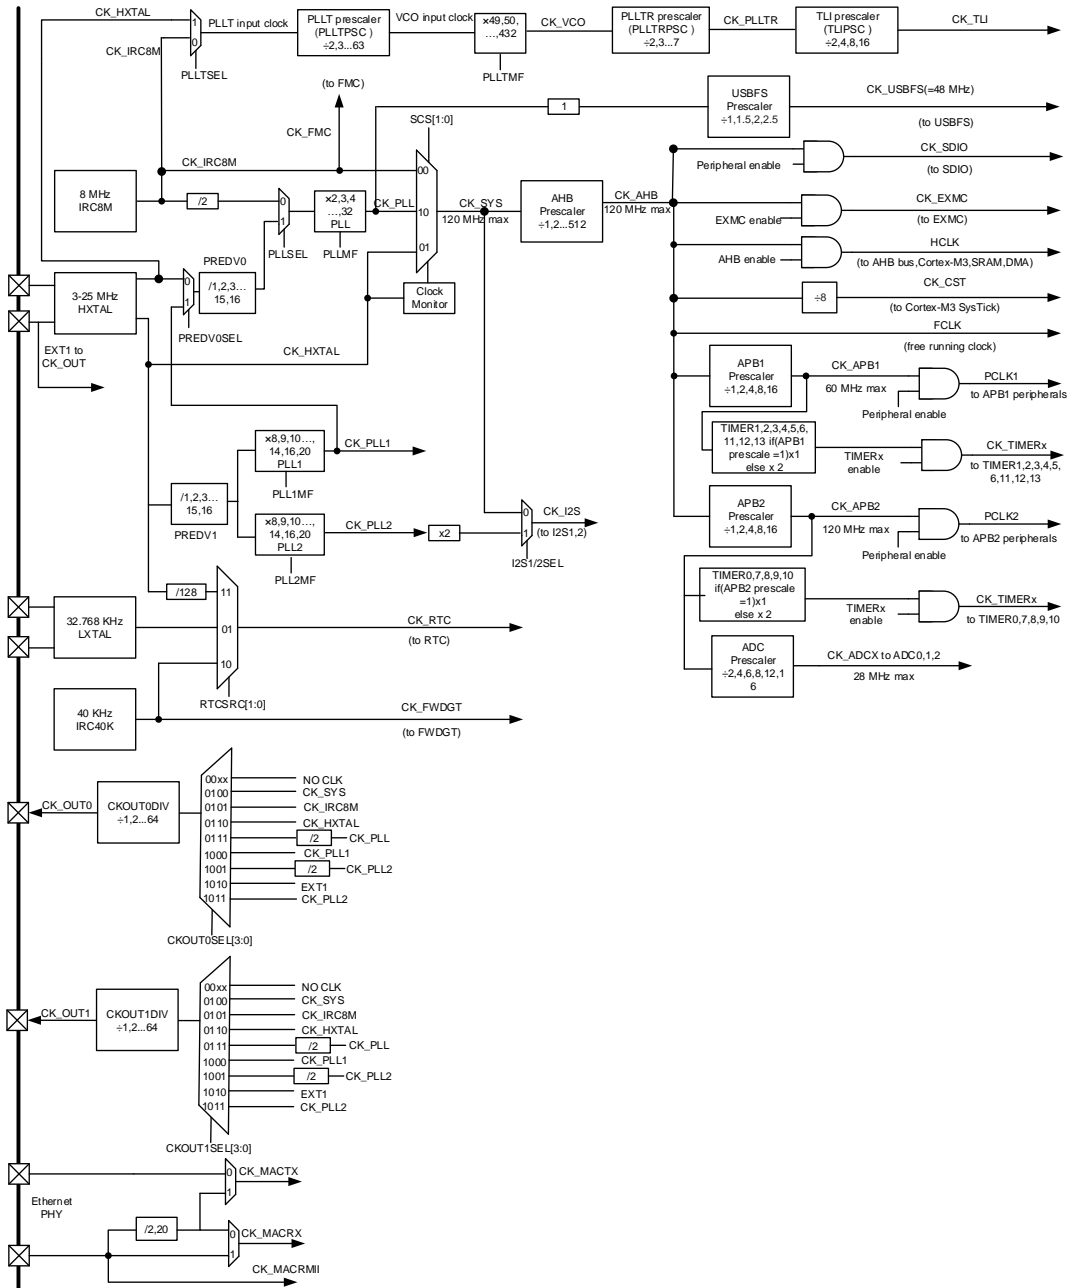 CK_HXTAL
1
0
CK_IRC8M
PLLTSEL
PLLT input clock
PLLT prescaler
(PLLTPSC )
÷2,3...63
VCO input clock
×49,50,
…,432
PLLTMF
CK_VCO
PLLTR prescaler
(PLLTRPSC)
÷2,3...7
CK_PLLTR
TLI prescaler
(TLIPSC )
÷2,4,8,16
CK_TLI
(to FMC)
CK_FMC
SCS[1:0]
1
USBFS
Prescaler
÷1,1.5,2,2.5
CK_USBFS(=48 MHz)
(to USBFS)
CK_IRC8M
8 MHz
IRC8M
/2
0
1
PLLSEL
×2,3,4
…,32
PLL
PLLMF
CK_PLL
00
10
01
CK_SYS
120 MHz max
AHB
Prescaler
÷1,2...512
CK_AHB
120 MHz max
Peripheral enable
CK_SDIO
(to SDIO)
EXMC enable
CK_EXMC
(to EXMC)
AHB enable
HCLK
(to AHB bus,Cortex-M3,SRAM,DMA)
÷8
CK_CST
(to Cortex-M3 SysTick)
FCLK
(free running clock)
3-25 MHz
HXTAL
0
1
PREDV0SEL
PREDV0
/1,2,3…
15,16
Clock
Monitor
EXT1 to
CK_OUT
CK_HXTAL
APB1
Prescaler
÷1,2,4,8,16
CK_APB1
60 MHz max
Peripheral enable
PCLK1
to APB1 peripherals
TIMER1,2,3,4,5,6,
11,12,13 if(APB1
prescale =1)x1
else x 2
TIMERx
enable
CK_TIMERx
to TIMER1,2,3,4,5,
6,11,12,13
×8,9,10…,
14,16,20
PLL1
PLL1MF
CK_PLL1
/1,2,3…
15,16
PREDV1
×8,9,10…,
14,16,20
PLL2
PLL2MF
CK_PLL2
x2
0
1
I2S1/2SEL
CK_I2S
(to I2S1,2)
APB2
Prescaler
÷1,2,4,8,16
CK_APB2
120 MHz max
Peripheral enable
PCLK2
to APB2 peripherals
TIMER0,7,8,9,10
if(APB2 prescale
=1)x1
else x 2
TIMERx
enable
CK_TIMERx
to TIMER0,7,8,9,10
ADC
Prescaler
÷2,4,6,8,12,1
6
CK_ADCX to ADC0,1,2
28 MHz max
/128
11
01
10
RTCSRC[1:0]
32.768 KHz
LXTAL
CK_RTC
(to RTC)
40 KHz
IRC40K
CK_FWDGT
(to FWDGT)
CK_OUT0
CKOUT0DIV
÷1,2...64
00xx NO CLK
0100 CK_SYS
0101 CK_IRC8M
0110 CK_HXTAL
0111 /2 CK_PLL
1000 CK_PLL1
1001 /2 CK_PLL2
1010 EXT1
1011 CK_PLL2
CKOUT0SEL[3:0]
CK_OUT1
CKOUT1DIV
÷1,2...64
00xx NO CLK
0100 CK_SYS
0101 CK_IRC8M
0110 CK_HXTAL
0111 /2 CK_PLL
1000 CK_PLL1
1001 /2 CK_PLL2
1010 EXT1
1011 CK_PLL2
CKOUT1SEL[3:0]
Ethernet
PHY
0
1
CK_MACTX
/2,20
0
1
CK_MACRX
CK_MACRMII